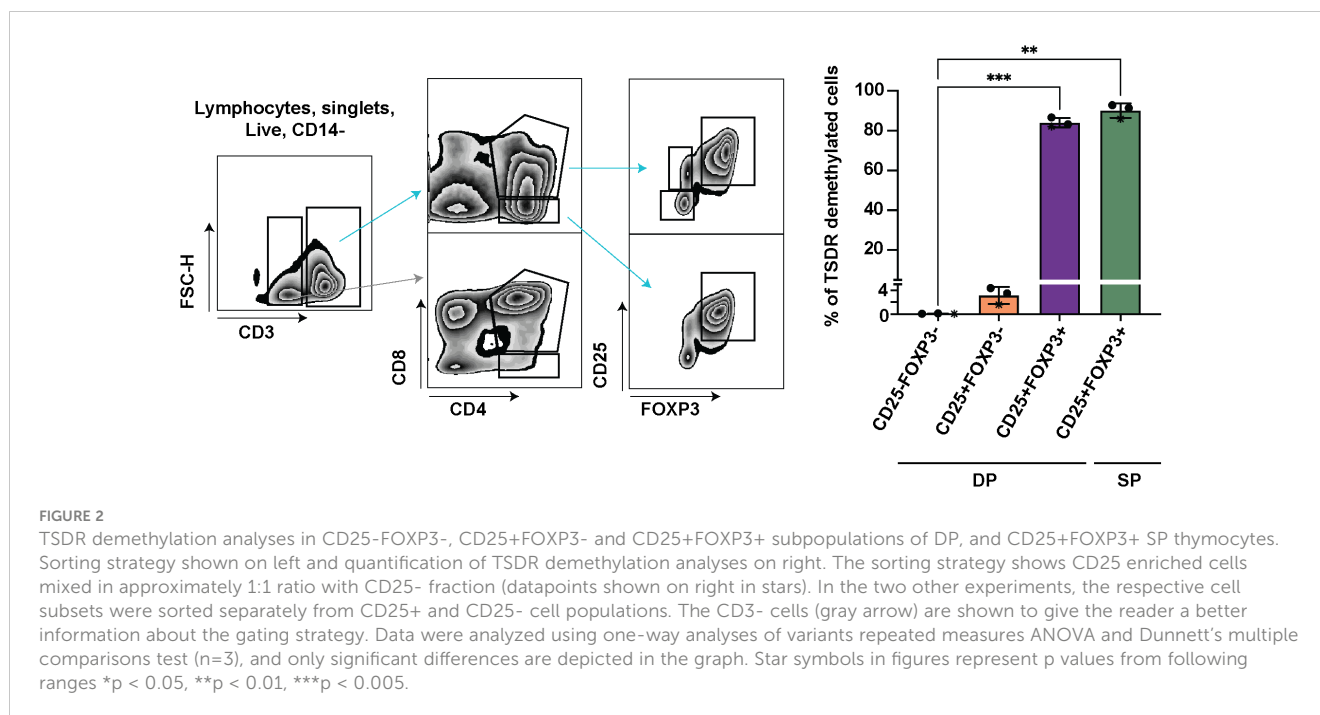 Lymphocytes, singlets,
Live, CD14-
FSC-H
CD3
CD8
CD4
CD25
FOXP3
% of TSDR demethylated cells
100
80
60
40
20
4
0
**
***
CD25-FOXP3-
CD25+FOXP3-
CD25+FOXP3+
CD25+FOXP3+
DP
SP
FIGURE 2
TSDR demethylation analyses in CD25-FOXP3-, CD25+FOXP3- and CD25+FOXP3+ subpopulations of DP, and CD25+FOXP3+ SP thymocytes.
Sorting strategy shown on left and quantification of TSDR demethylation analyses on right. The sorting strategy shows CD25 enriched cells
mixed in approximately 1:1 ratio with CD25- fraction (datapoints shown on right in stars). In the two other experiments, the respective cell
subsets were sorted separately from CD25+ and CD25- cell populations. The CD3- cells (gray arrow) are shown to give the reader a better
information about the gating strategy. Data were analyzed using one-way analyses of variants repeated measures ANOVA and Dunnett's multiple
comparisons test (n=3), and only significant differences are depicted in the graph. Star symbols in figures represent p values from following
ranges *p < 0.05, **p < 0.01, ***p < 0.005.